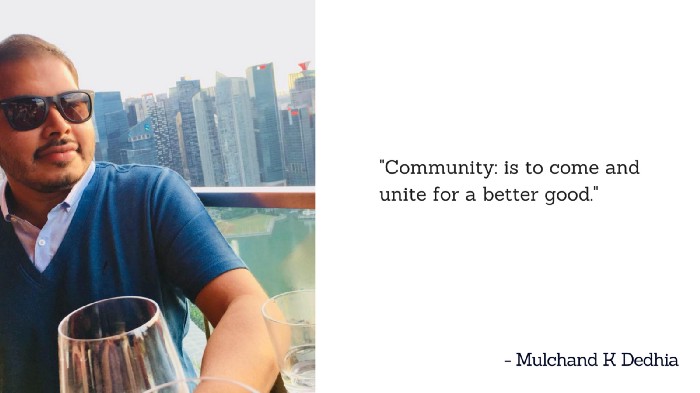 "Community: is to come and
unite for a better good."
- Mulchand K Dedhia